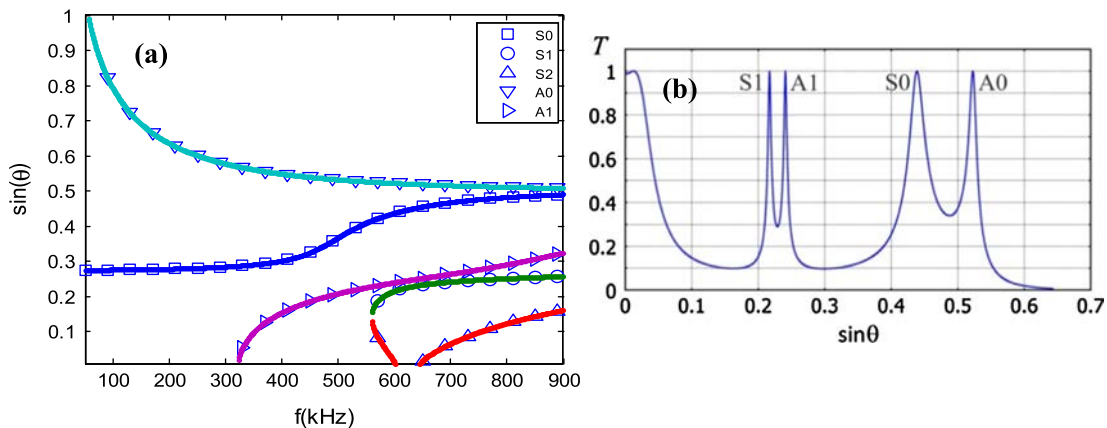 (a)
S0
S1
S2
A0
A1
1
0.9
0.8
0.7
0.6
0.5
0.4
0.3
0.2
0.1
sin(θ)
100 200 300 400 500 600 700 800 900
f(kHz)
T
(b)
S1 A1 S0 A0
1
0.8
0.6
0.4
0.2
0
0 0.1 0.2 0.3 0.4 0.5 0.6 0.7
sinθ